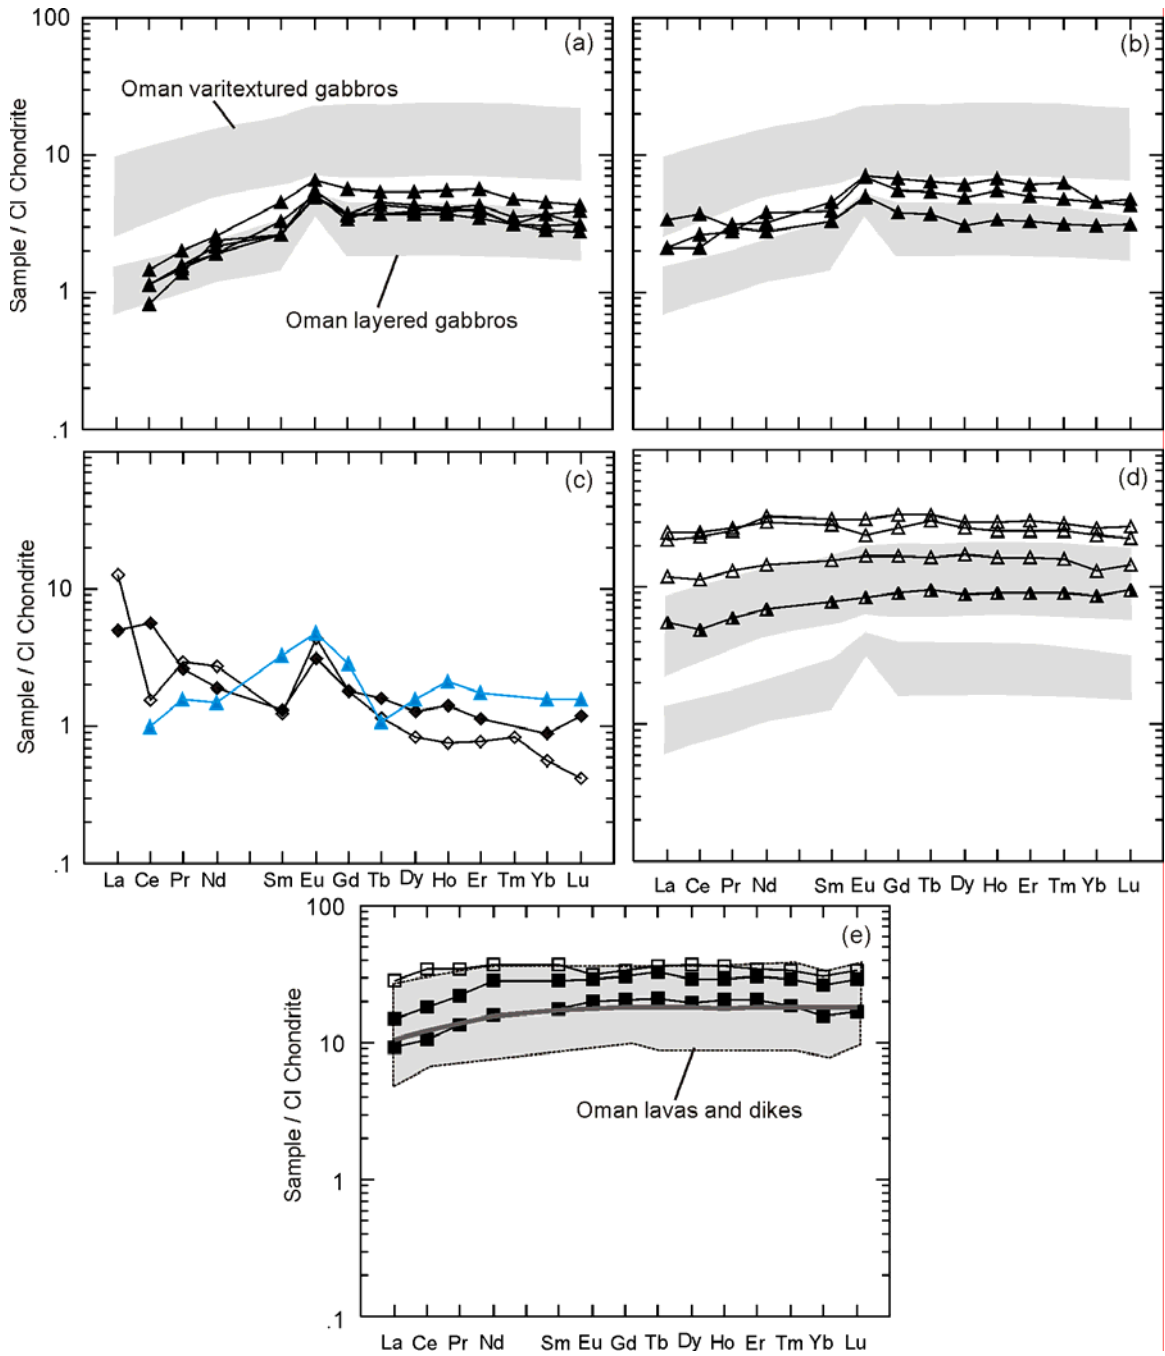 100
(a)
(b)
Oman varitextured gabbros
10
Sample / CI Chondrite
1
Oman layered gabbros
.1
(c)
(d)
10
Sample / CI Chondrite
1
.1
La Ce Pr Nd Sm Eu Gd Tb Dy Ho Er Tm Yb Lu
La Ce Pr Nd Sm Eu Gd Tb Dy Ho Er Tm Yb Lu
100
(e)
10
Sample / CI Chondrite
Oman lavas and dikes
1
.1
La Ce Pr Nd Sm Eu Gd Tb Dy Ho Er Tm Yb Lu